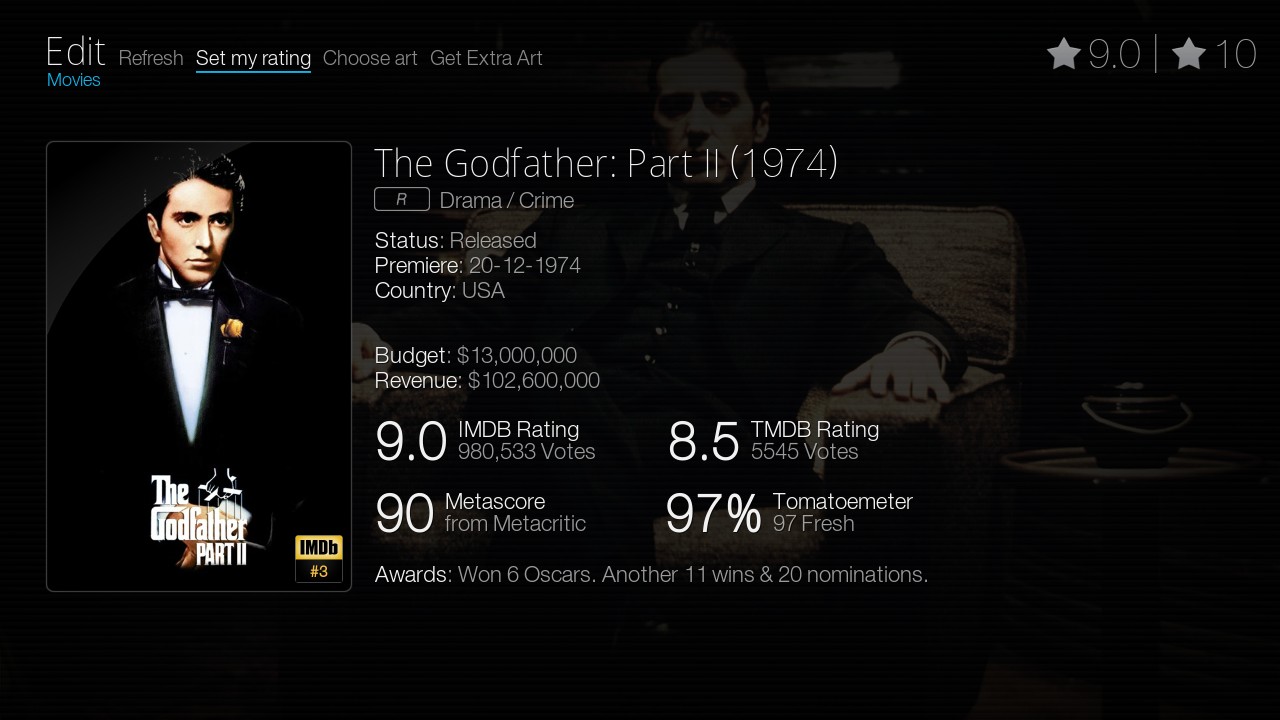 Edit Refresh Set my rating Choose art Get Extra Art
9.0 | 10
Movies
The Godfather: Part II (1974)
R Drama / Crime
Status: Released
Premiere: 20-12-1974
Country: USA
Budget: $13,000,000
Revenue: $102,600,000
9.0 IMDB Rating
980,533 Votes
8.5 TMDB Rating
5545 Votes
90 Metascore
from Metacritic
97% Tomatoemeter
97 Fresh
Awards: Won 6 Oscars. Another 11 wins & 20 nominations.
The
Godfather
PART II
IMDb
#3